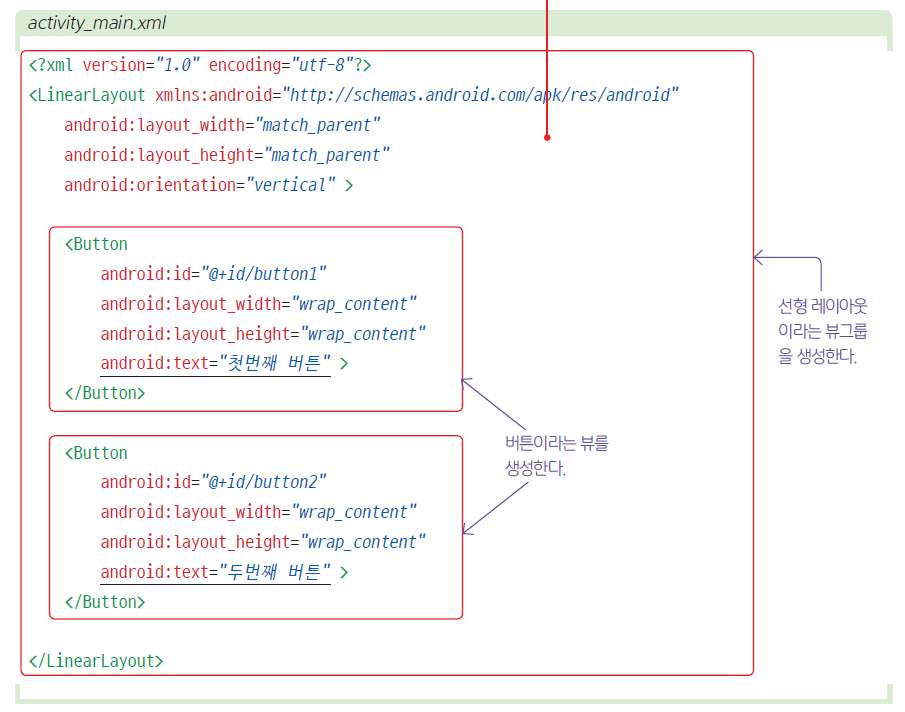 activity_main.xml
<?xml version="1.0" encoding="utf-8"?>
<LinearLayout xmlns:android="http://schemas.android.com/apk/res/android"
android:layout_width="match_parent"
android:layout_height="match_parent"
android:orientation="vertical" >
<Button
android:id="@+id/button1"
android:layout_width="wrap_content"
android:layout_height="wrap_content"
android:text="첫번째 버튼" >
</Button>
<Button
android:id="@+id/button2"
android:layout_width="wrap_content"
android:layout_height="wrap_content"
android:text="두번째 버튼" >
</Button>
</LinearLayout>
선형 레이아웃
이라는 뷰그룹
을 생성한다.
버튼이라는 뷰를
생성한다.